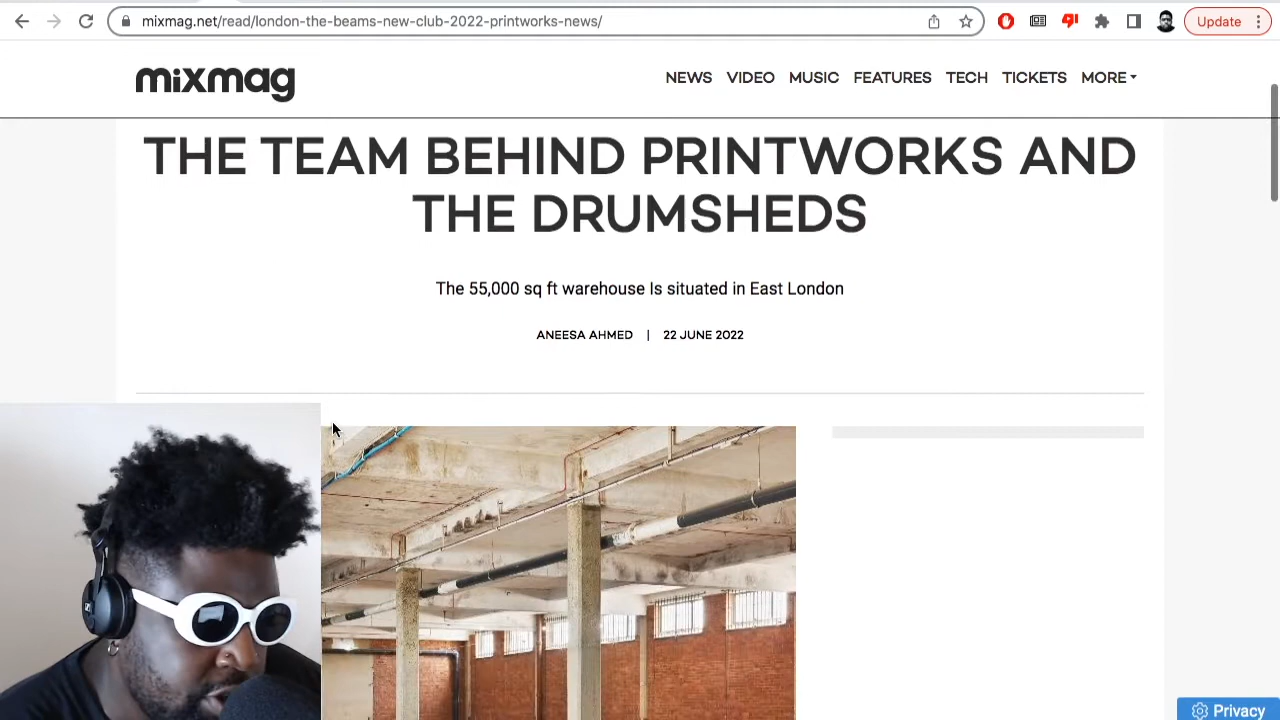 mixmag.net/read/london-the-beams-new-club-2022-printworks-news/
Update
mixmag
NEWS VIDEO MUSIC FEATURES TECH TICKETS MORE
THE TEAM BEHIND PRINTWORKS AND
THE DRUMSHEDS
The 55,000 sq ft warehouse Is situated in East London
ANEESA AHMED | 22 JUNE 2022
Privacy